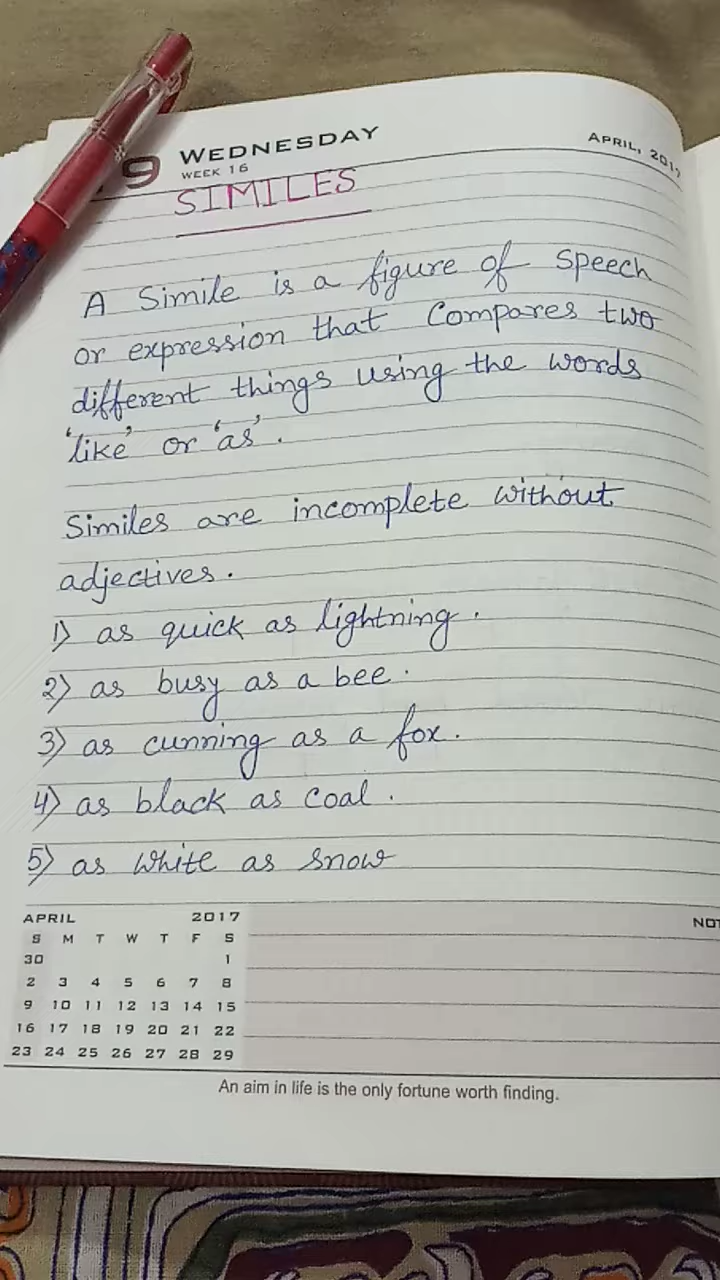 9 WEDNESDAY APRIL, 2017
WEEK 16
SIMILES
A Simile is a figure of speech
or expression that compares two
different things using the words
'like' or 'as'.
Similes are incomplete without
adjectives.
1) as quick as lightning.
2) as busy as a bee.
3) as cunning as a fox.
4) as black as coal.
5) as white as snow
APRIL 2017
S M T W T F S
30 1
2 3 4 5 6 7 8
9 10 11 12 13 14 15
16 17 18 19 20 21 22
23 24 25 26 27 28 29
NOT
An aim in life is the only fortune worth finding.